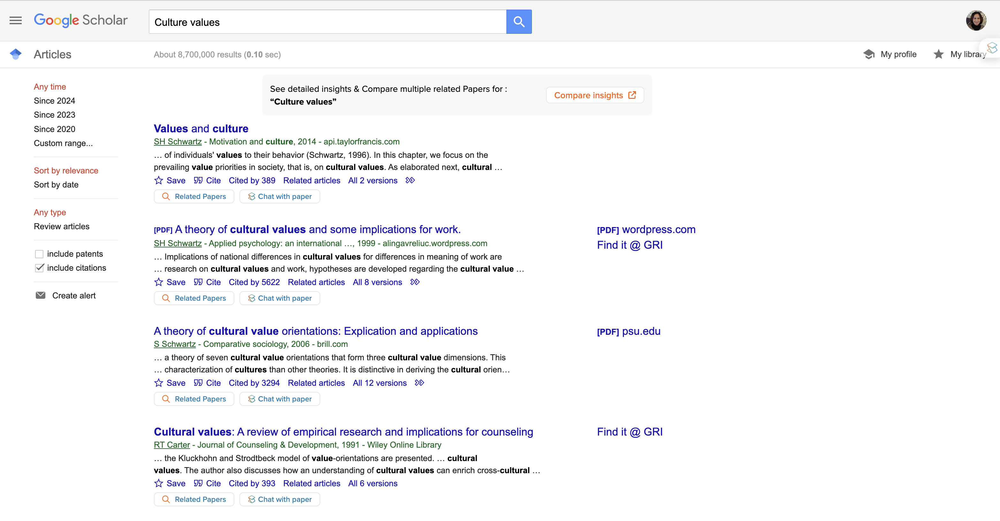 Google Scholar
Culture values
Articles
About 8,700,000 results (0.10 sec)
My profile
My library
Any time
Since 2024
Since 2023
Since 2020
Custom range...
Sort by relevance
Sort by date
Any type
Review articles
include patents
include citations
Create alert
See detailed insights & Compare multiple related Papers for :
“Culture values”
Compare insights
Values and culture
SH Schwartz - Motivation and culture, 2014 - api.taylorfrancis.com
… of individuals' values to their behavior (Schwartz, 1996). In this chapter, we focus on the
prevailing value priorities in society, that is, on cultural values. As elaborated next, cultural …
Save Cite Cited by 389 Related articles All 2 versions
Related Papers Chat with paper
[PDF] A theory of cultural values and some implications for work.
SH Schwartz - Applied psychology: an international …, 1999 - alingavreliuc.wordpress.com
… Implications of national differences in cultural values for differences in meaning of work are
… research on cultural values and work, hypotheses are developed regarding the cultural value …
Save Cite Cited by 5622 Related articles All 8 versions
Related Papers Chat with paper
[PDF] wordpress.com
Find it @ GRI
A theory of cultural value orientations: Explication and applications
S Schwartz - Comparative sociology, 2006 - brill.com
… a theory of seven cultural value orientations that form three cultural value dimensions. This
… characterization of cultures than other theories. It is distinctive in deriving the cultural orien…
Save Cite Cited by 3294 Related articles All 12 versions
Related Papers Chat with paper
[PDF] psu.edu
Cultural values: A review of empirical research and implications for counseling
RT Carter - Journal of Counseling & Development, 1991 - Wiley Online Library
… the Kluckhohn and Strodtbeck model of value-orientations are presented. … cultural
values. The author also discusses how an understanding of cultural values can enrich cross-cultural …
Save Cite Cited by 393 Related articles All 6 versions
Related Papers Chat with paper
Find it @ GRI